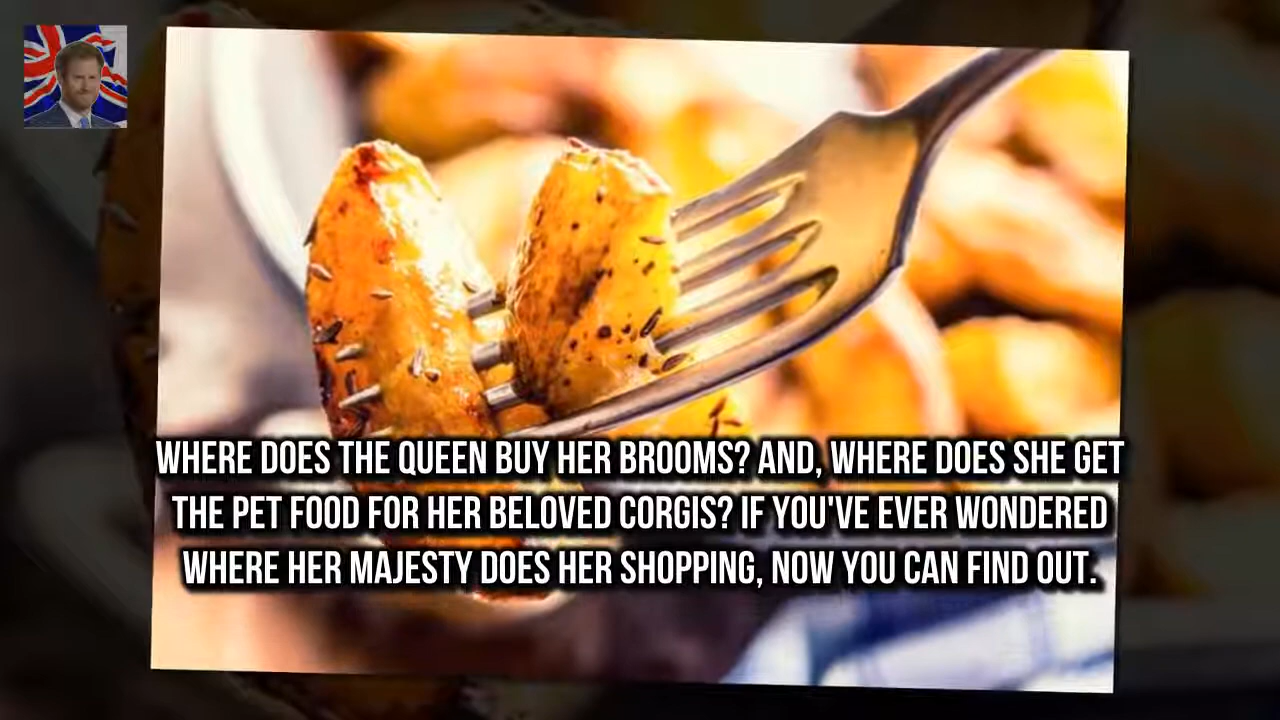 WHERE DOES THE QUEEN BUY HER BROOMS? AND, WHERE DOES SHE GET
THE PET FOOD FOR HER BELOVED CORGIS? IF YOU'VE EVER WONDERED
WHERE HER MAJESTY DOES HER SHOPPING, NOW YOU CAN FIND OUT.